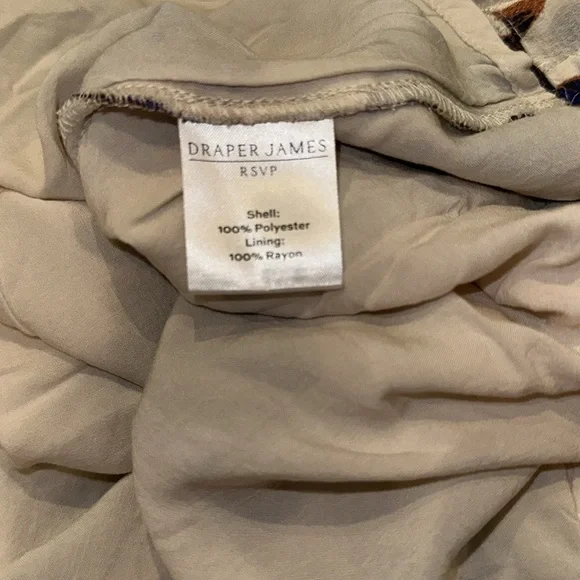 DRAPER JAMES
RSVP
Shell:
100% Polyester
Lining:
100% Rayon